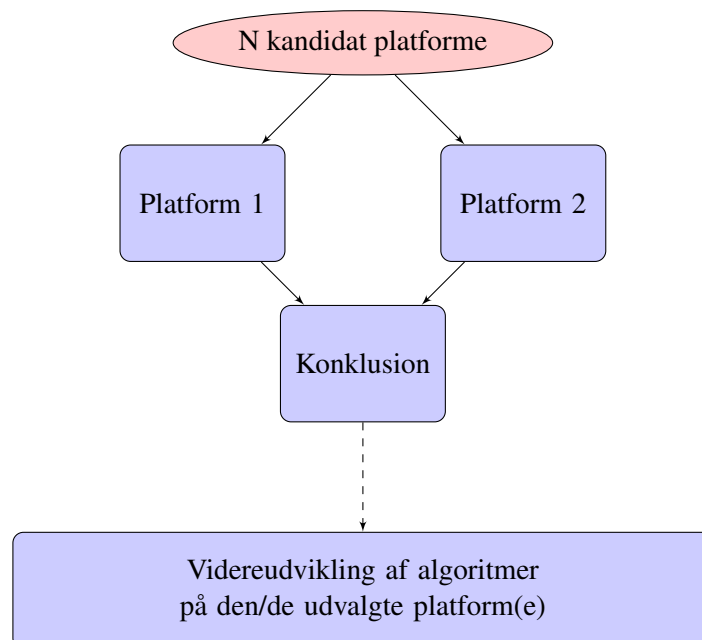 N kandidat platforme
Platform 1
Platform 2
Konklusion
Videreudvikling af algoritmer
på den/de udvalgte platform(e)